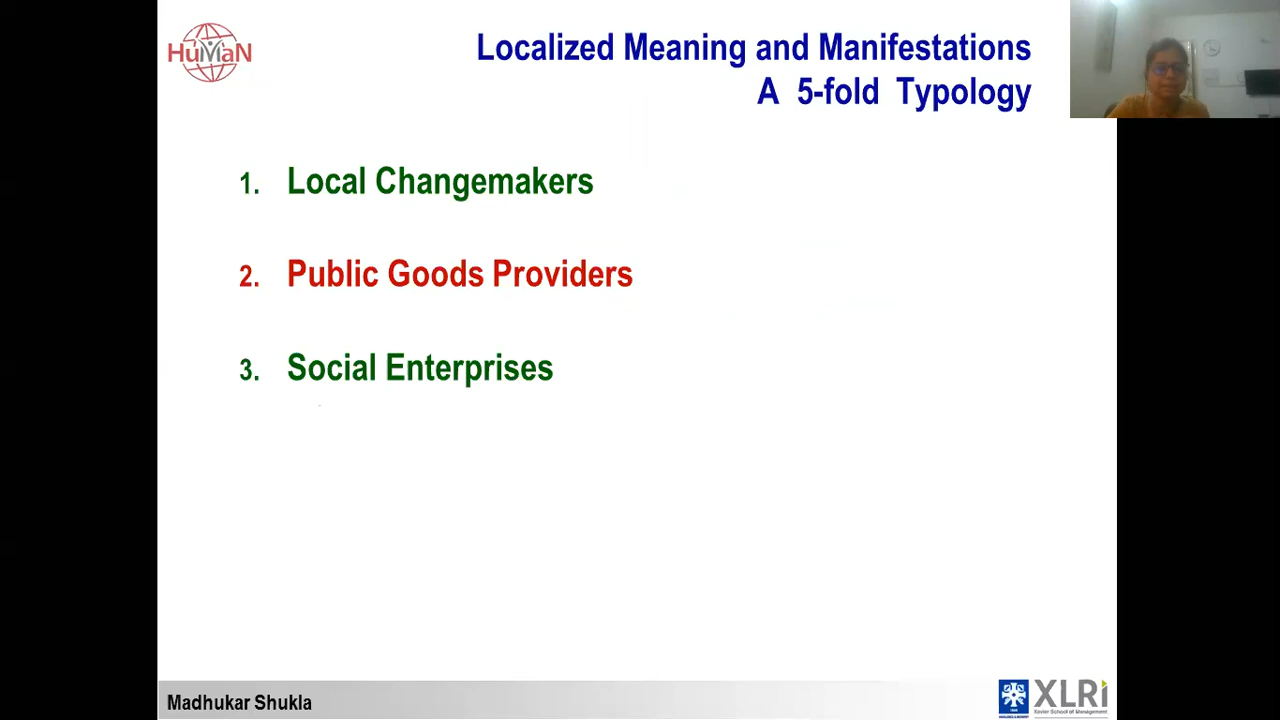 HuMaN
Localized Meaning and Manifestations
A 5-fold Typology
1. Local Changemakers
2. Public Goods Providers
3. Social Enterprises
Madhukar Shukla
XLRi
Xavier School of Management